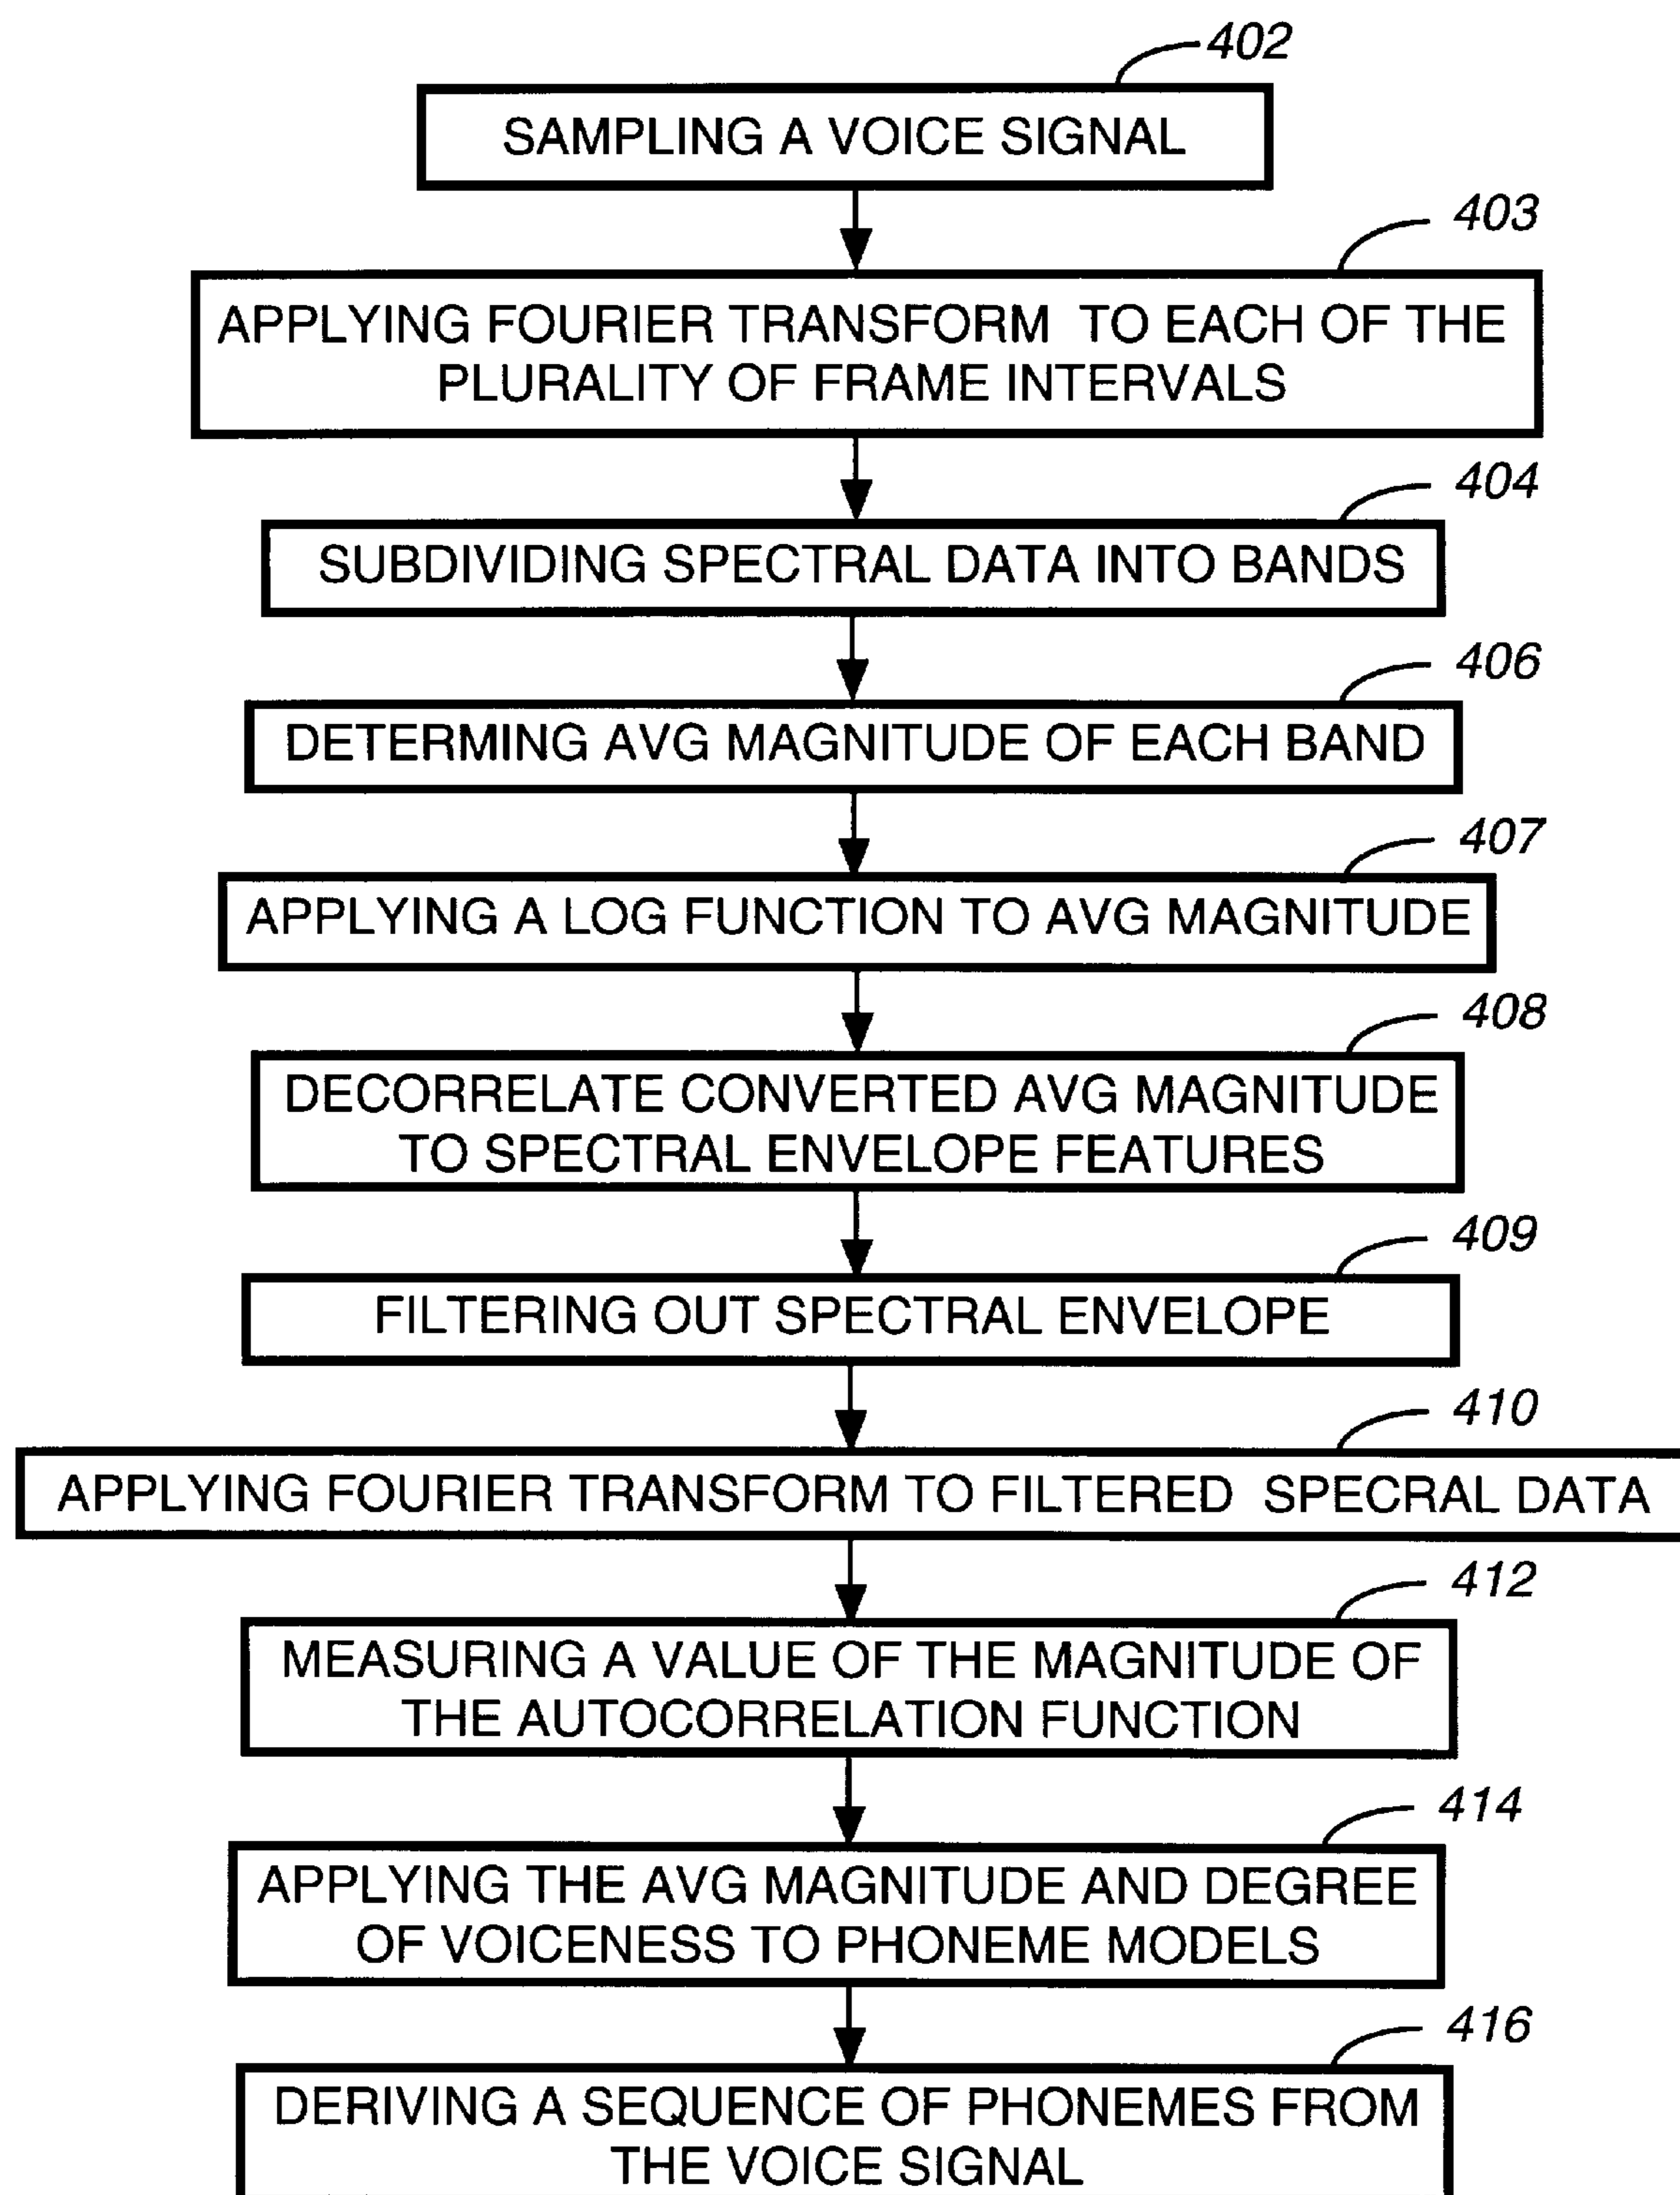 402
SAMPLING A VOICE SIGNAL
403
APPLYING FOURIER TRANSFORM TO EACH OF THE
PLURALITY OF FRAME INTERVALS
404
SUBDIVIDING SPECTRAL DATA INTO BANDS
406
DETERMING AVG MAGNITUDE OF EACH BAND
407
APPLYING A LOG FUNCTION TO AVG MAGNITUDE
408
DECORRELATE CONVERTED AVG MAGNITUDE
TO SPECTRAL ENVELOPE FEATURES
409
FILTERING OUT SPECTRAL ENVELOPE
410
APPLYING FOURIER TRANSFORM TO FILTERED SPECRAL DATA
412
MEASURING A VALUE OF THE MAGNITUDE OF
THE AUTOCORRELATION FUNCTION
414
APPLYING THE AVG MAGNITUDE AND DEGREE
OF VOICENESS TO PHONEME MODELS
416
DERIVING A SEQUENCE OF PHONEMES FROM
THE VOICE SIGNAL